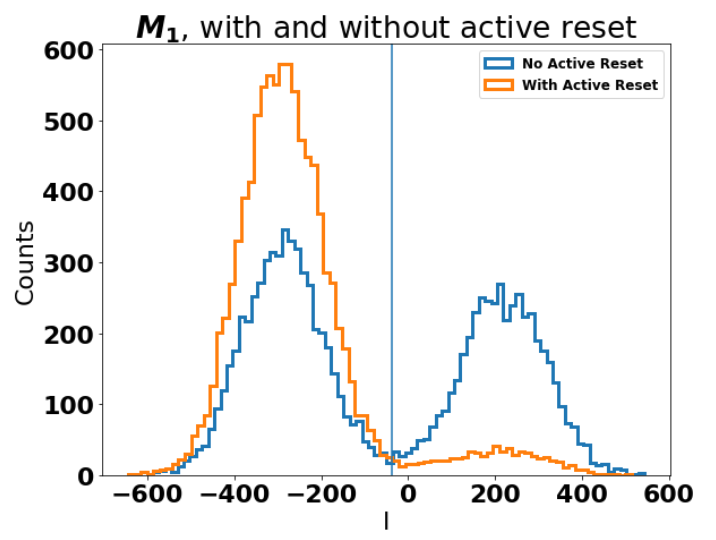 M₁, with and without active reset
No Active Reset
With Active Reset
Counts
600
500
400
300
200
100
0
−600 −400 −200 0 200 400 600
I